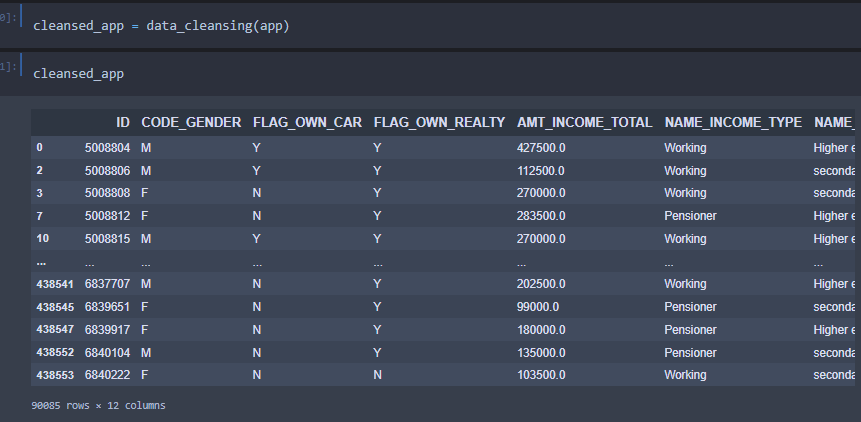 0]:
cleansed_app = data_cleansing(app)
1]:
cleansed_app
ID CODE_GENDER FLAG_OWN_CAR FLAG_OWN_REALTY AMT_INCOME_TOTAL NAME_INCOME_TYPE NAME_
0 5008804 M Y Y 427500.0 Working Higher e
2 5008806 M Y Y 112500.0 Working seconda
3 5008808 F N Y 270000.0 Working seconda
7 5008812 F N Y 283500.0 Pensioner Higher e
10 5008815 M Y Y 270000.0 Working Higher e
... ... ... ... ... ... ... ...
438541 6837707 M N Y 202500.0 Working Higher e
438545 6839651 F N Y 99000.0 Pensioner seconda
438547 6839917 F N Y 180000.0 Pensioner Higher e
438552 6840104 M N Y 135000.0 Pensioner seconda
438553 6840222 F N N 103500.0 Working seconda
90085 rows × 12 columns